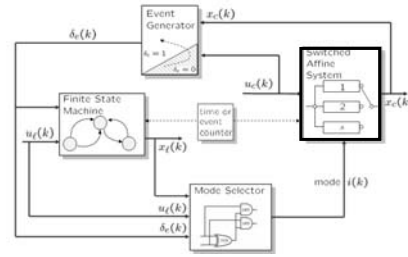 Event
Generator
x_c(k)
δ_e(k)
δ_e = 1
δ_e = 0
Switched
Affine
System
u_c(k)
1
2
s
x_c(k)
Finite State
Machine
time or
event
counter
u_ℓ(k)
x_ℓ(k)
mode i(k)
Mode Selector
u_ℓ(k)
δ_e(k)